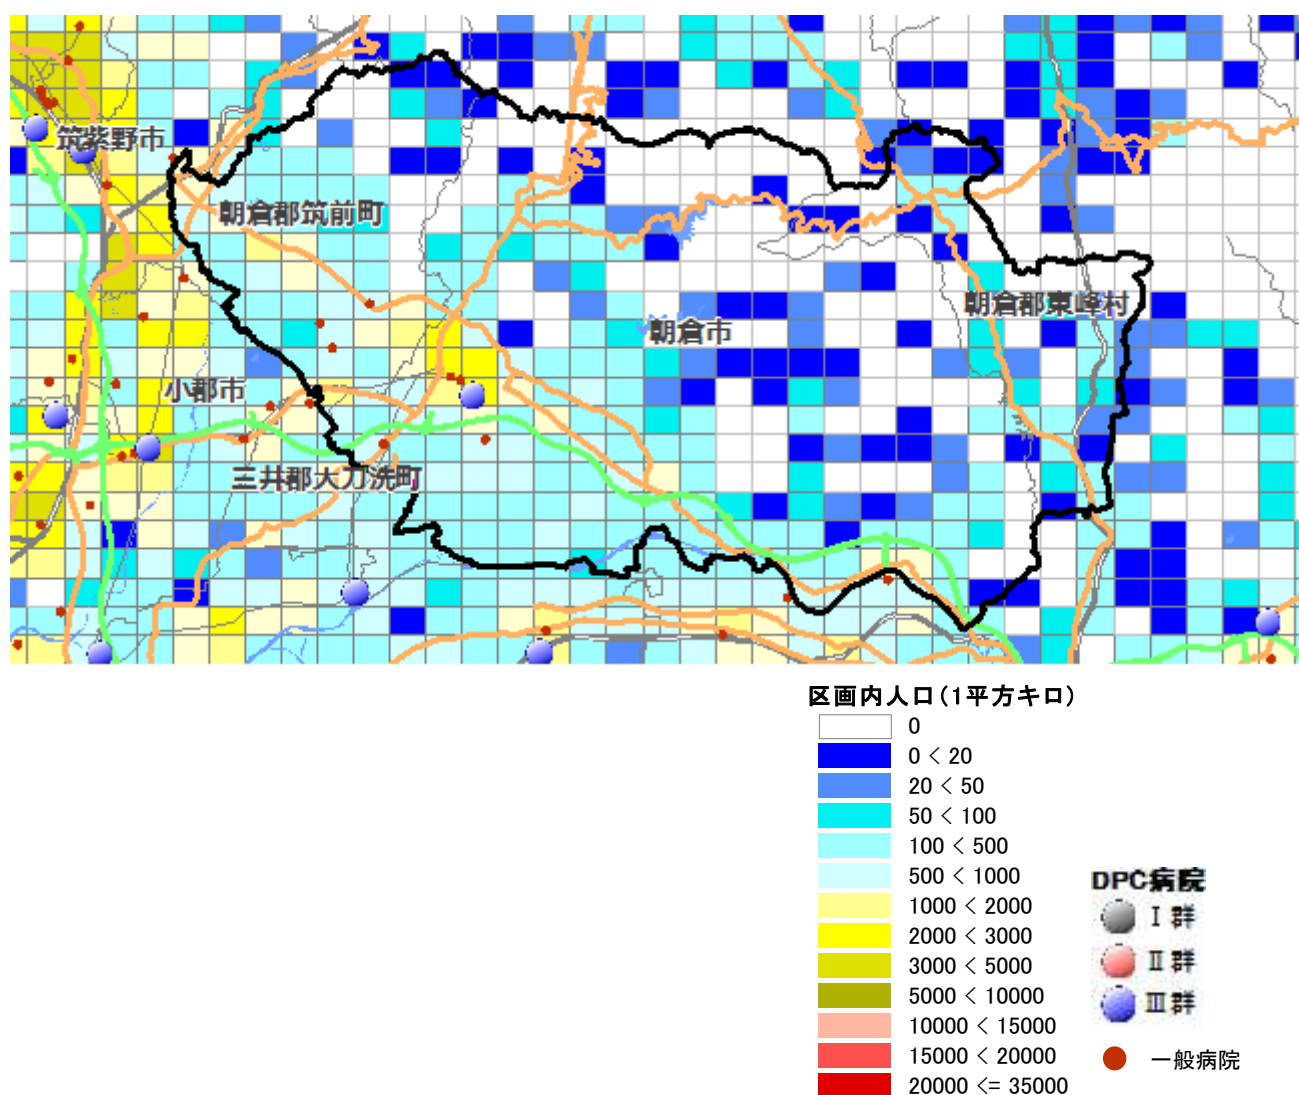 筑紫野市
朝倉郡筑前町
朝倉郡東峰村
朝倉市
小郡市
三井郡大刀洗町
区画内人口(1平方キロ)
0
0 < 20
20 < 50
50 < 100
100 < 500
500 < 1000
1000 < 2000
2000 < 3000
3000 < 5000
5000 < 10000
10000 < 15000
15000 < 20000
20000 <= 35000
DPC病院
Ⅰ群
Ⅱ群
Ⅲ群
一般病院